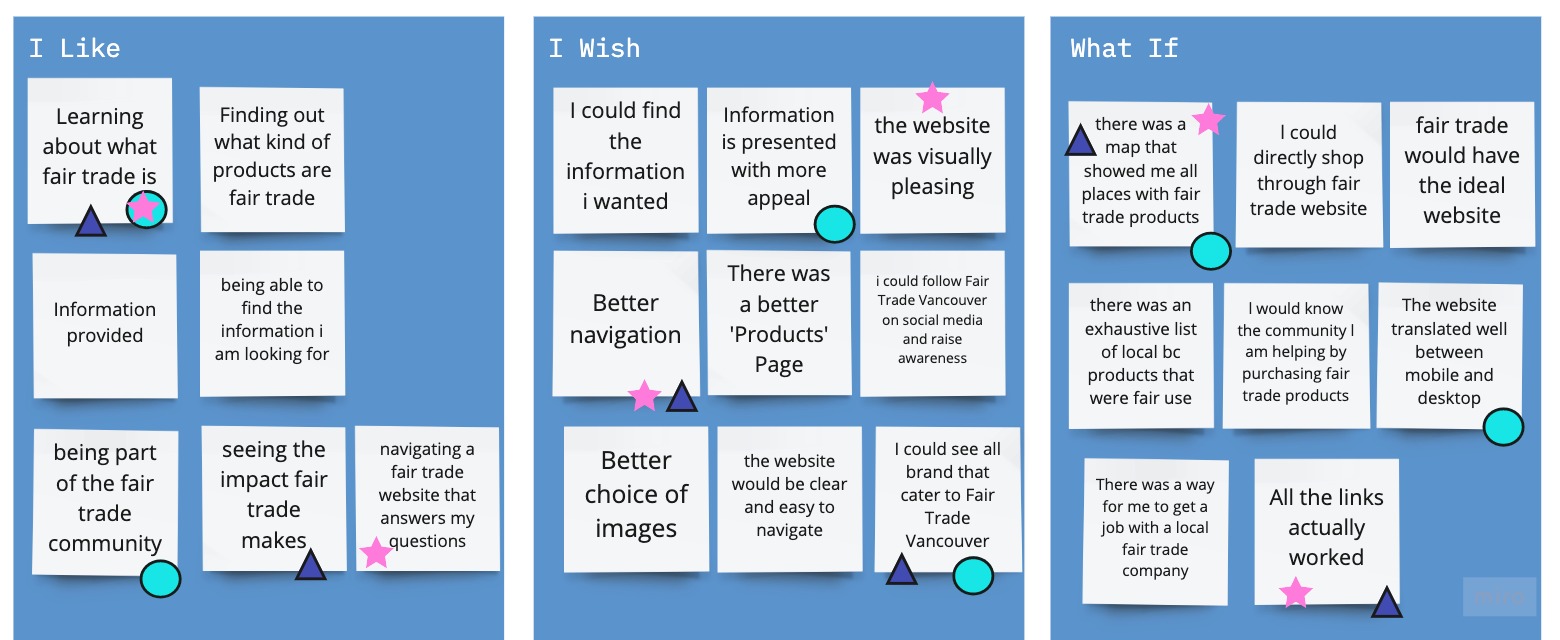 I Like
Learning
about what
fair trade is
Finding out
what kind of
products are
fair trade
Information
provided
being able to
find the
information i
am looking for
being part
of the fair
trade
community
seeing the
impact fair
trade
makes
navigating a
fair trade
website that
answers my
questions
I Wish
I could find
the
information
i wanted
Information
is presented
with more
appeal
the website
was visually
pleasing
Better
navigation
There was
a better
'Products'
Page
i could follow Fair
Trade Vancouver
on social media
and raise
awareness
Better
choice of
images
the website
would be clear
and easy to
navigate
I could see all
brand that
cater to Fair
Trade
Vancouver
What If
there was a
map that
showed me all
places with fair
trade products
I could
directly shop
through fair
trade website
fair trade
would have
the ideal
website
there was an
exhaustive list
of local bc
products that
were fair use
I would know
the community I
am helping by
purchasing fair
trade products
The website
translated well
between
mobile and
desktop
There was a way
for me to get a
job with a local
fair trade
company
All the links
actually
worked